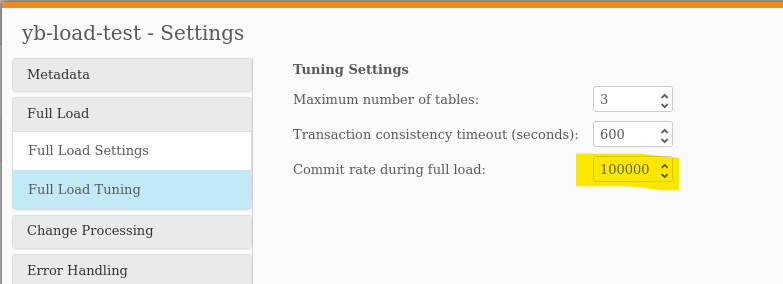 yb-load-test - Settings
Metadata
Full Load
Full Load Settings
Full Load Tuning
Change Processing
Error Handling
Tuning Settings
Maximum number of tables: 3
Transaction consistency timeout (seconds): 600
Commit rate during full load: 100000